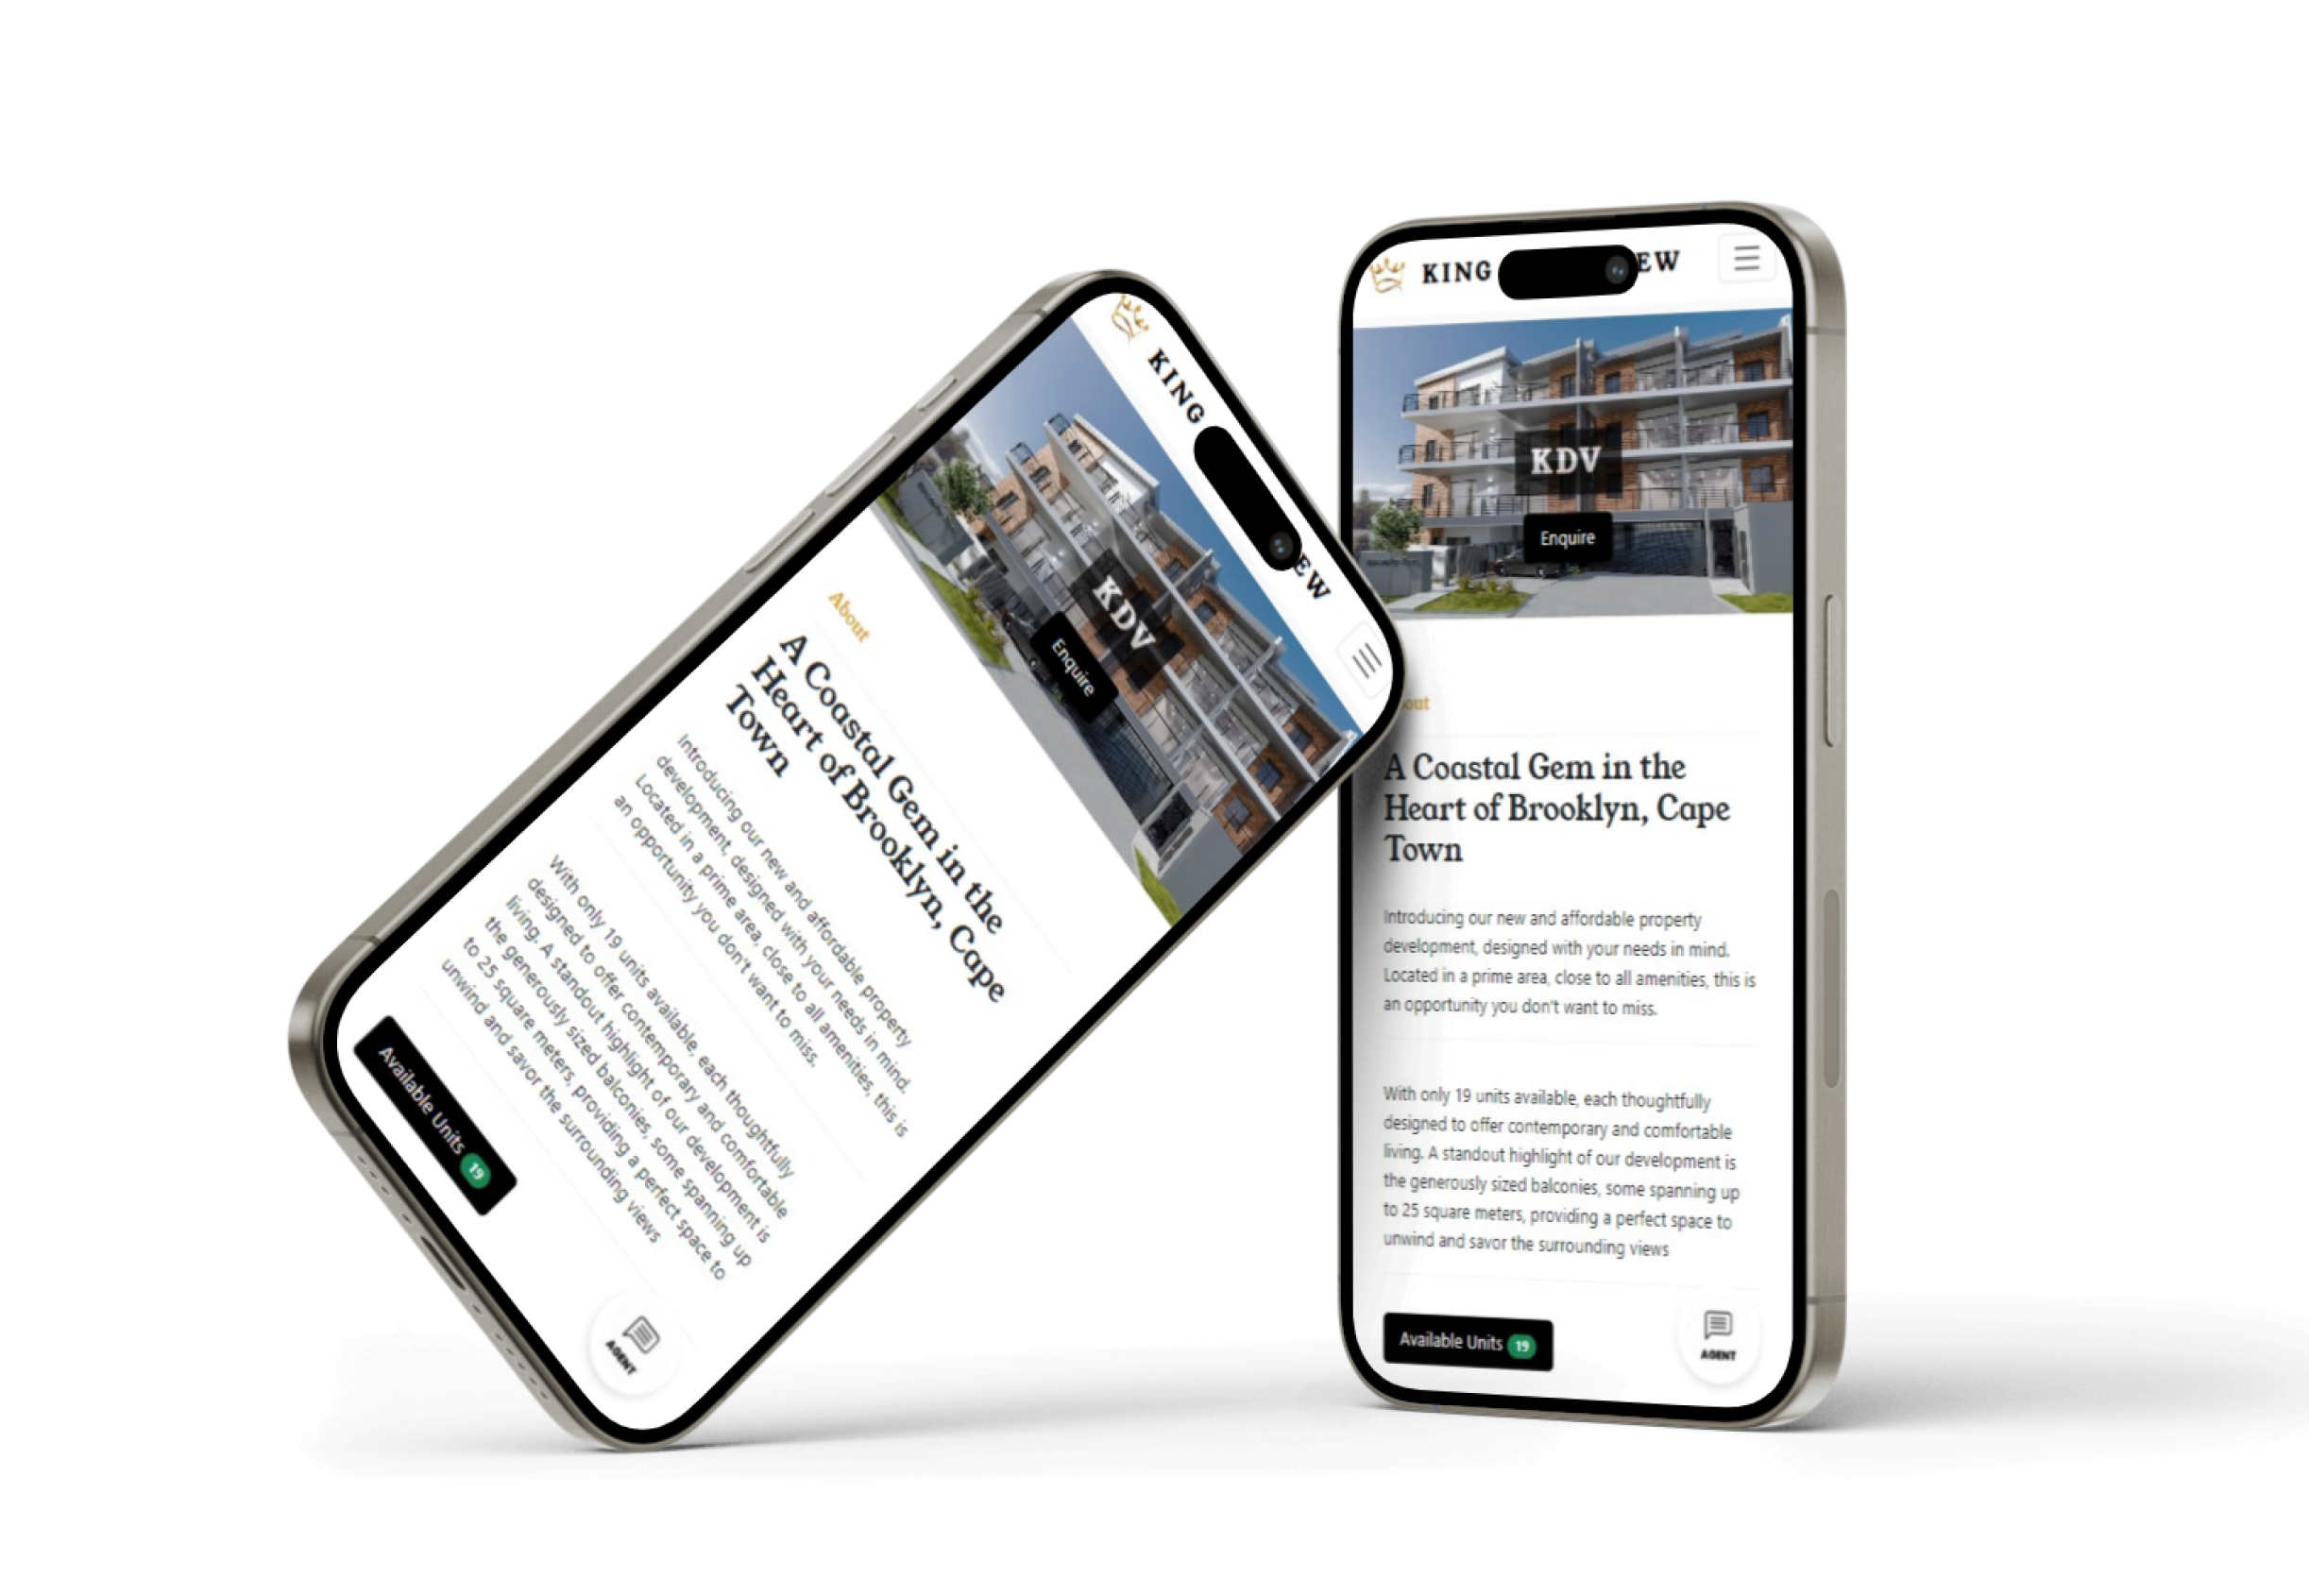 KING
EW
KDV
Enquire
About
A Coastal Gem in the
Heart of Brooklyn, Cape
Town
Introducing our new and affordable property
development, designed with your needs in mind.
Located in a prime area, close to all amenities, this is
an opportunity you don't want to miss.
With only 19 units available, each thoughtfully
designed to offer contemporary and comfortable
living. A standout highlight of our development is
the generously sized balconies, some spanning up
to 25 square meters, providing a perfect space to
unwind and savor the surrounding views
Available Units 19
AGENT
KING
EW
KDV
Enquire
out
A Coastal Gem in the
Heart of Brooklyn, Cape
Town
Introducing our new and affordable property
development, designed with your needs in mind.
Located in a prime area, close to all amenities, this is
an opportunity you don't want to miss.
With only 19 units available, each thoughtfully
designed to offer contemporary and comfortable
living. A standout highlight of our development is
the generously sized balconies, some spanning up
to 25 square meters, providing a perfect space to
unwind and savor the surrounding views
Available Units 19
AGENT